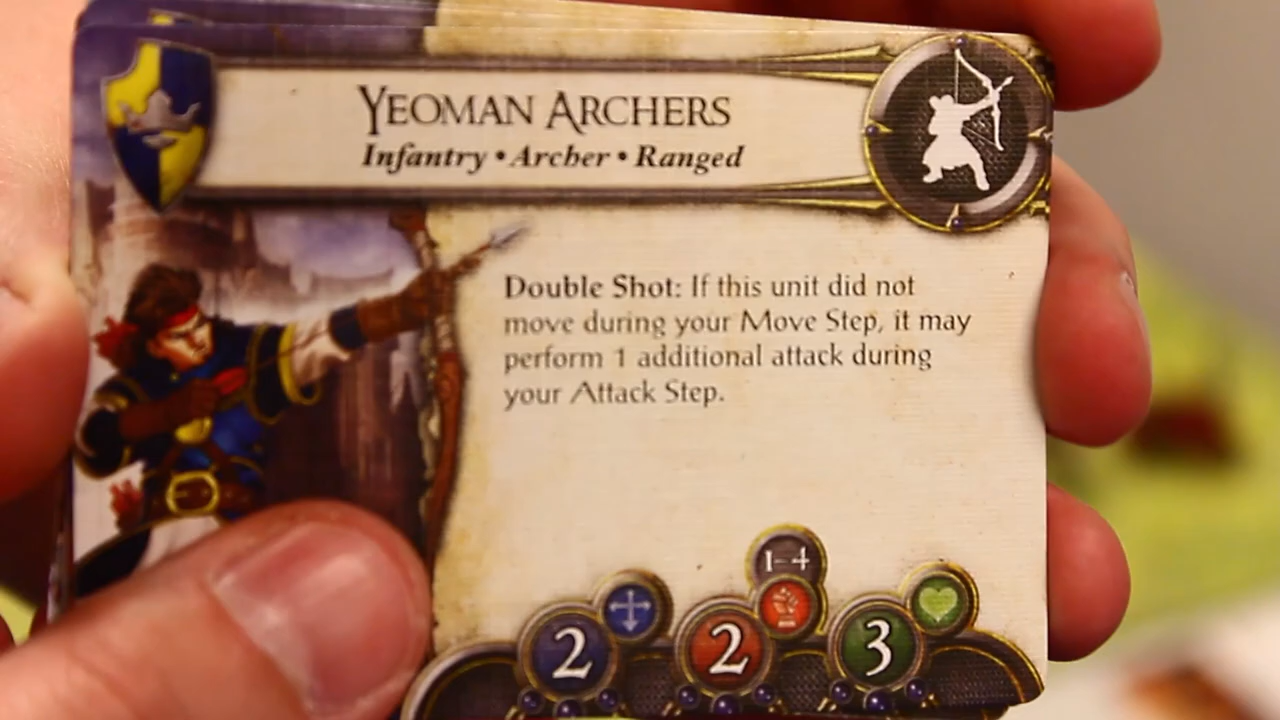 YEOMAN ARCHERS
Infantry • Archer • Ranged
Double Shot: If this unit did not
move during your Move Step, it may
perform 1 additional attack during
your Attack Step.
1-4
2 2 3